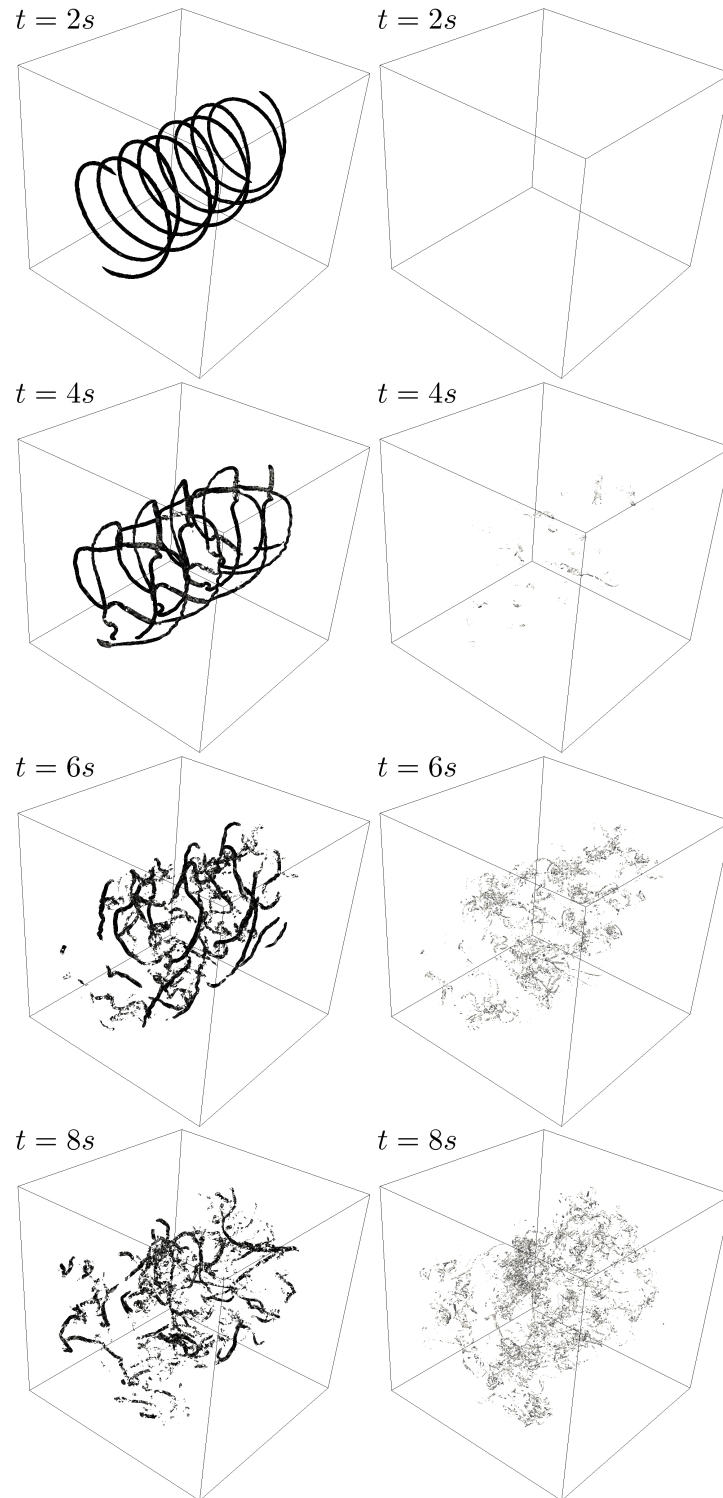 t = 2s t = 2s
t = 4s t = 4s
t = 6s t = 6s
t = 8s t = 8s